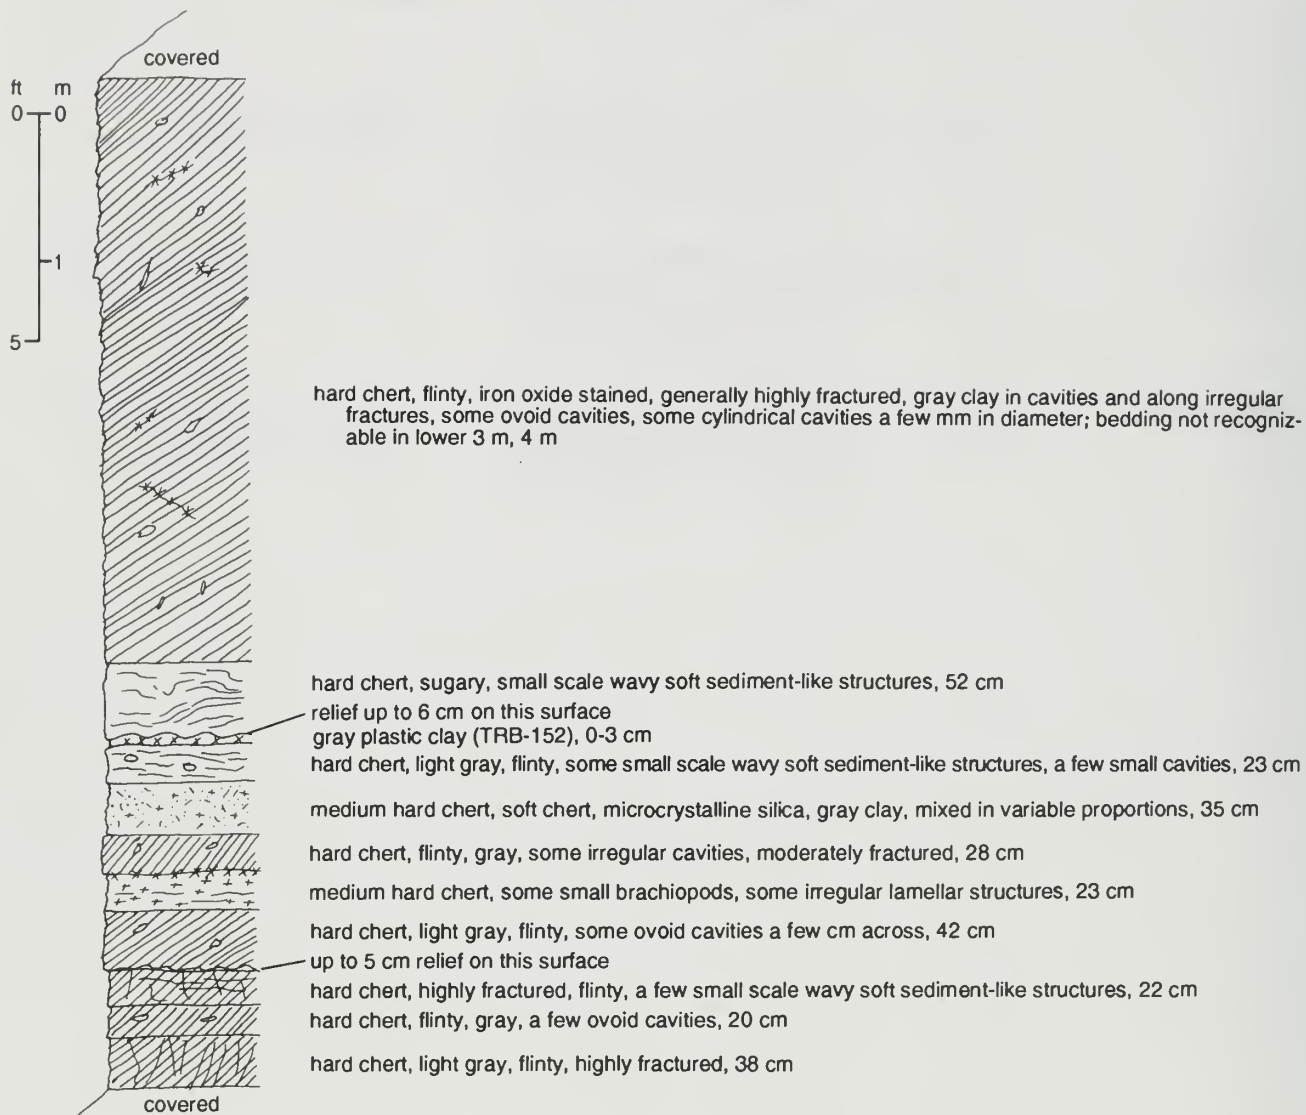 covered
ft m
0 0
1
5
hard chert, flinty, iron oxide stained, generally highly fractured, gray clay in cavities and along irregular
fractures, some ovoid cavities, some cylindrical cavities a few mm in diameter; bedding not recogniz-
able in lower 3 m, 4 m
hard chert, sugary, small scale wavy soft sediment-like structures, 52 cm
relief up to 6 cm on this surface
gray plastic clay (TRB-152), 0-3 cm
hard chert, light gray, flinty, some small scale wavy soft sediment-like structures, a few small cavities, 23 cm
medium hard chert, soft chert, microcrystalline silica, gray clay, mixed in variable proportions, 35 cm
hard chert, flinty, gray, some irregular cavities, moderately fractured, 28 cm
medium hard chert, some small brachiopods, some irregular lamellar structures, 23 cm
hard chert, light gray, flinty, some ovoid cavities a few cm across, 42 cm
up to 5 cm relief on this surface
hard chert, highly fractured, flinty, a few small scale wavy soft sediment-like structures, 22 cm
hard chert, flinty, gray, a few ovoid cavities, 20 cm
hard chert, light gray, flinty, highly fractured, 38 cm
covered